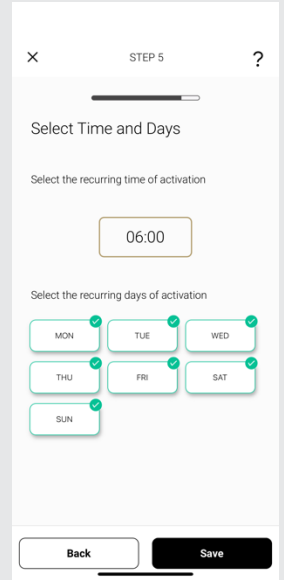 STEP 5 ?
Select Time and Days
Select the recurring time of activation
06:00
Select the recurring days of activation
MON TUE WED
THU FRI SAT
SUN
Back Save